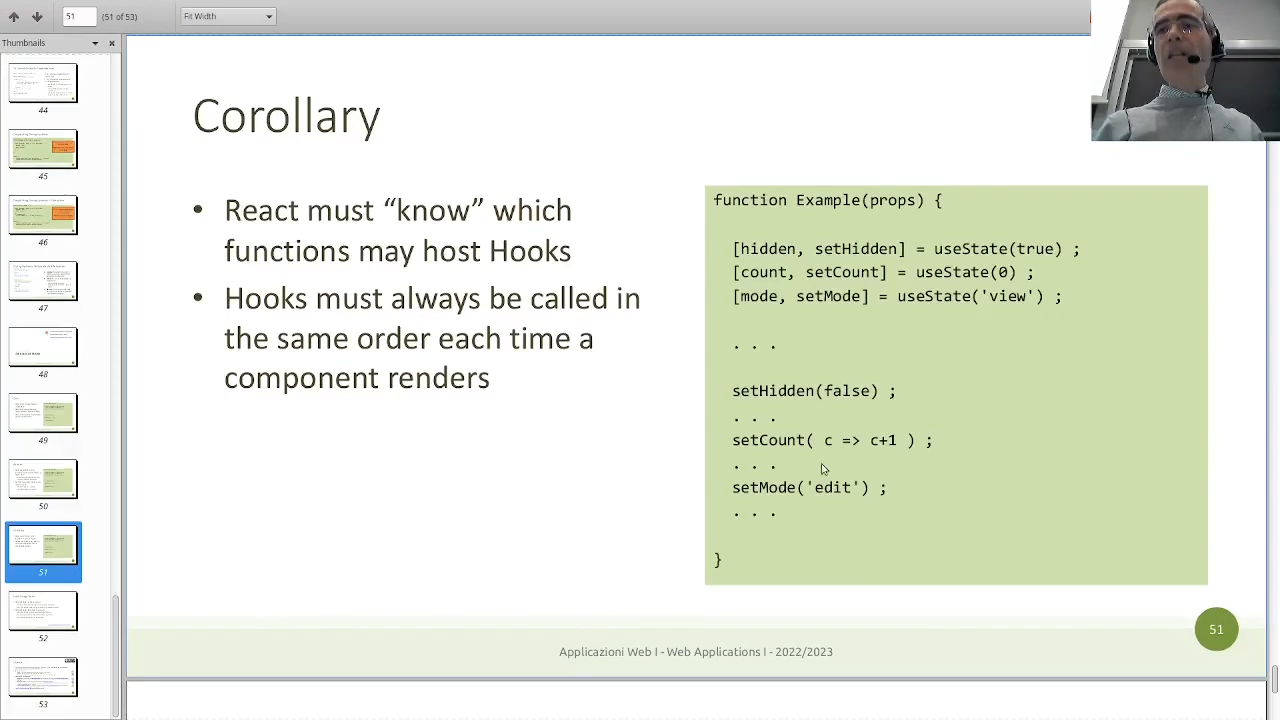 51
(51 of 53)
Fit Width
Thumbnails
44
45
46
47
48
49
50
51
52
53
Corollary
• React must “know” which
functions may host Hooks
• Hooks must always be called in
the same order each time a
component renders
function Example(props) {
[hidden, setHidden] = useState(true) ;
[count, setCount] = useState(0) ;
[mode, setMode] = useState('view') ;
. . .
setHidden(false) ;
. . .
setCount( c => c+1 ) ;
. . .
setMode('edit') ;
. . .
}
51
Applicazioni Web I - Web Applications I - 2022/2023